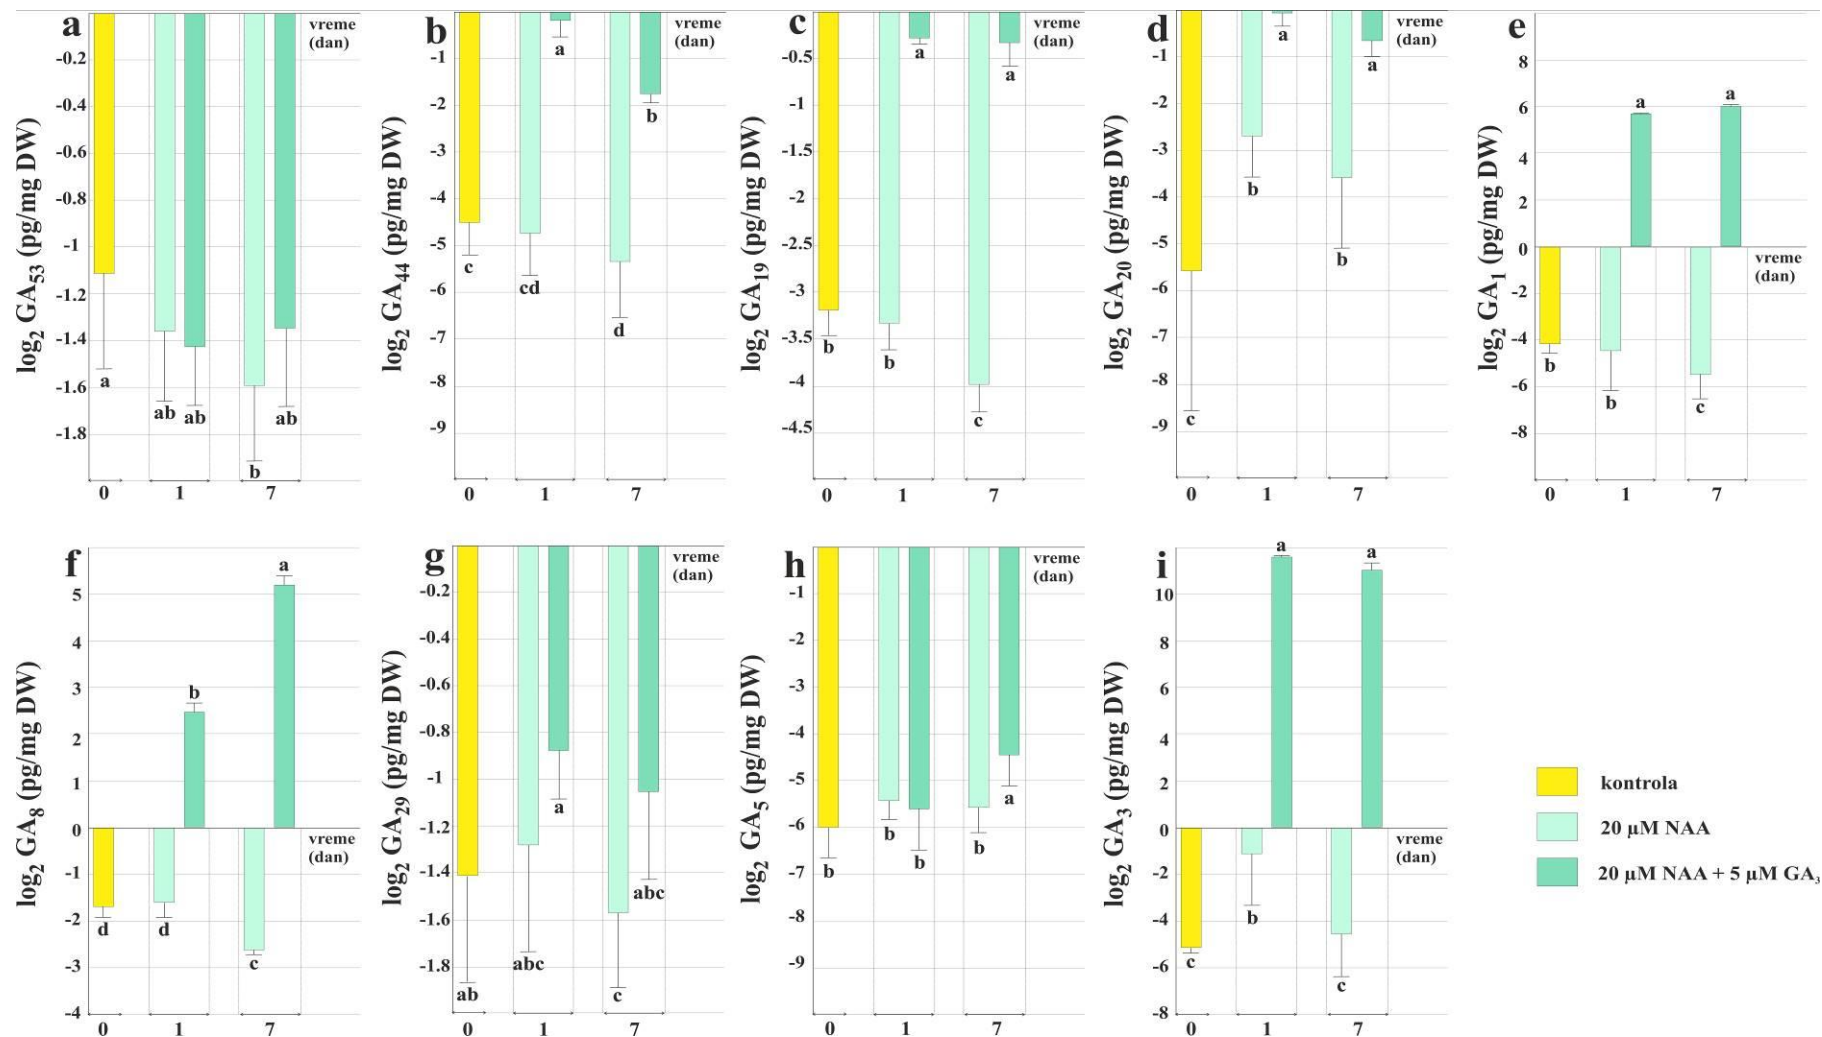 a
vreme
(dan)
-0.2
-0.4
-0.6
-0.8
-1
-1.2
-1.4
-1.6
-1.8
log₂ GA₅₃ (pg/mg DW)
a
ab
ab
b
ab
0
1
7
b
vreme
(dan)
-1
-2
-3
-4
-5
-6
-7
-8
-9
log₂ GA₄₄ (pg/mg DW)
c
cd
a
d
b
0
1
7
c
vreme
(dan)
-0.5
-1
-1.5
-2
-2.5
-3
-3.5
-4
-4.5
log₂ GA₁₉ (pg/mg DW)
b
b
a
c
a
0
1
7
d
vreme
(dan)
-1
-2
-3
-4
-5
-6
-7
-8
-9
log₂ GA₂₀ (pg/mg DW)
c
b
a
b
a
0
1
7
e
8
6
4
2
0
-2
-4
-6
-8
log₂ GA₁ (pg/mg DW)
vreme
(dan)
b
b
a
c
a
0
1
7
f
5
4
3
2
1
0
-1
-2
-3
-4
log₂ GA₈ (pg/mg DW)
vreme
(dan)
d
d
b
c
a
0
1
7
g
vreme
(dan)
-0.2
-0.4
-0.6
-0.8
-1
-1.2
-1.4
-1.6
-1.8
log₂ GA₂₉ (pg/mg DW)
ab
abc
a
c
abc
0
1
7
h
vreme
(dan)
-1
-2
-3
-4
-5
-6
-7
-8
-9
log₂ GA₅ (pg/mg DW)
b
b
b
b
a
0
1
7
i
10
8
6
4
2
0
-2
-4
-6
-8
log₂ GA₃ (pg/mg DW)
vreme
(dan)
c
b
a
c
a
0
1
7
kontrola
20 µM NAA
20 µM NAA + 5 µM GA₃